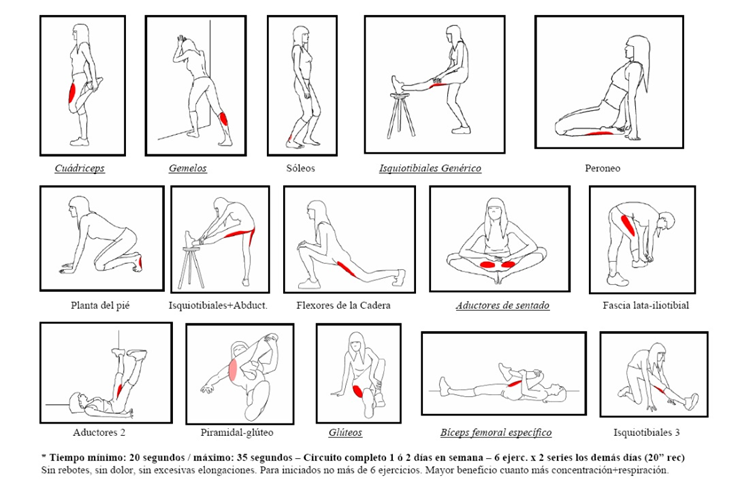 Cuádriceps Gemelos Sóleos Isquiotibiales Genérico Peroneo
Planta del pié Isquiotibiales+Abduct. Flexores de la Cadera Aductores de sentado Fascia lata-iliotibial
Aductores 2 Piramidal-glúteo Glúteos Bíceps femoral específico Isquiotibiales 3
* Tiempo mínimo: 20 segundos / máximo: 35 segundos – Circuito completo 1 ó 2 días en semana – 6 ejerc. x 2 series los demás días (20” rec)
Sin rebotes, sin dolor, sin excesivas elongaciones. Para iniciados no más de 6 ejercicios. Mayor beneficio cuanto más concentración+respiración.